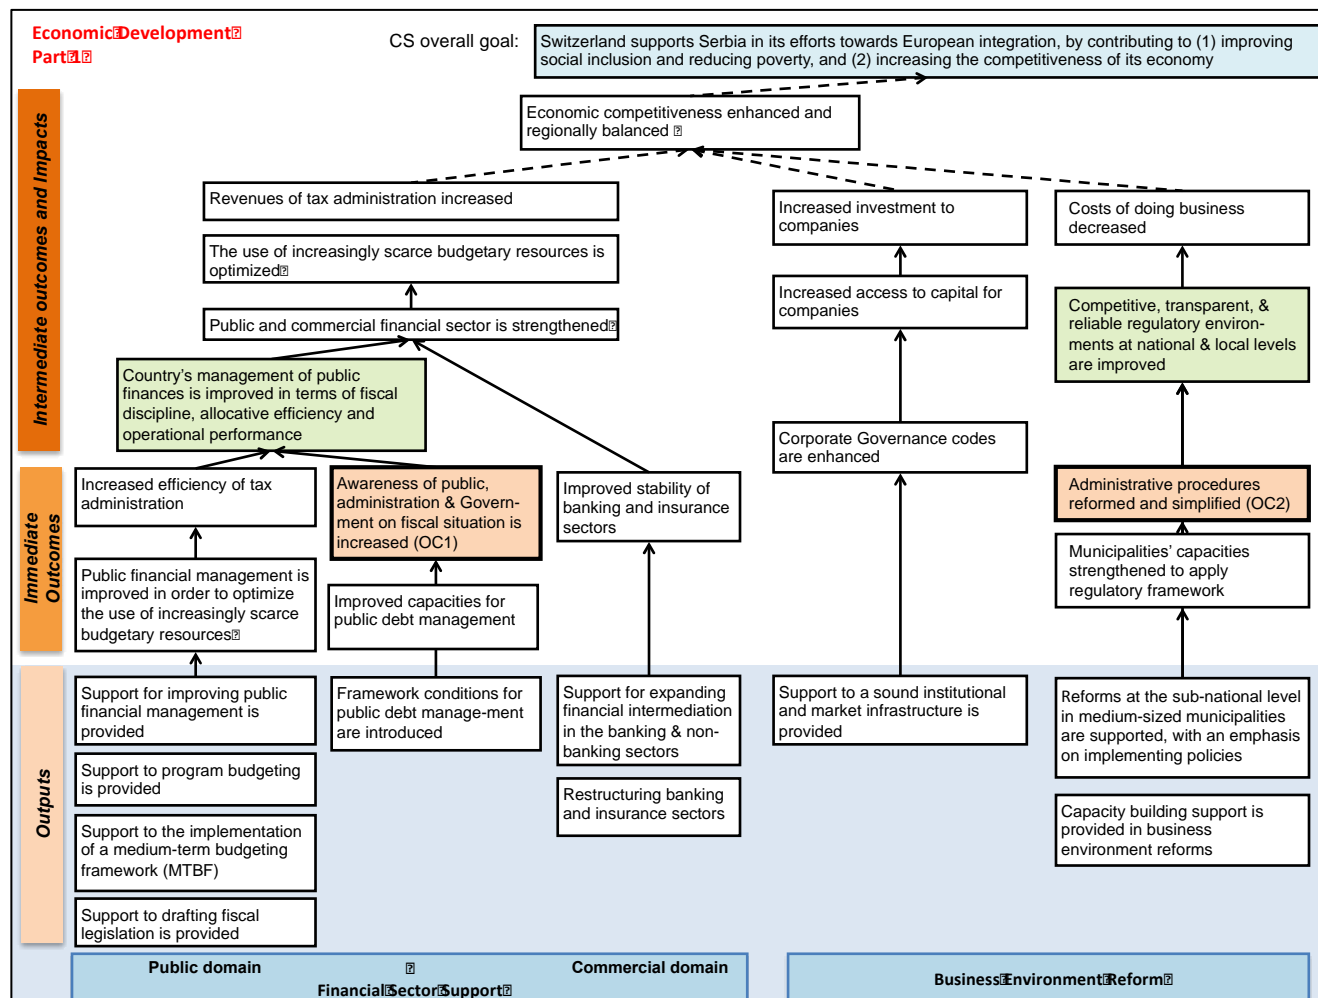 Economic Development
Part 1
CS overall goal:
Switzerland supports Serbia in its efforts towards European integration, by contributing to (1) improving
social inclusion and reducing poverty, and (2) increasing the competitiveness of its economy
Intermediate outcomes and Impacts
Economic competitiveness enhanced and
regionally balanced
Revenues of tax administration increased
Increased investment to
companies
Costs of doing business
decreased
The use of increasingly scarce budgetary resources is
optimized
Increased access to capital for
companies
Competitive, transparent, &
reliable regulatory environ-
ments at national & local levels
are improved
Public and commercial financial sector is strengthened
Country's management of public
finances is improved in terms of fiscal
discipline, allocative efficiency and
operational performance
Corporate Governance codes
are enhanced
Immediate
Outcomes
Increased efficiency of tax
administration
Awareness of public,
administration & Govern-
ment on fiscal situation is
increased (OC1)
Improved stability of
banking and insurance
sectors
Administrative procedures
reformed and simplified (OC2)
Public financial management is
improved in order to optimize
the use of increasingly scarce
budgetary resources
Improved capacities for
public debt management
Municipalities' capacities
strengthened to apply
regulatory framework
Outputs
Support for improving public
financial management is
provided
Framework conditions for
public debt manage-ment
are introduced
Support for expanding
financial intermediation
in the banking & non-
banking sectors
Support to a sound institutional
and market infrastructure is
provided
Reforms at the sub-national level
in medium-sized municipalities
are supported, with an emphasis
on implementing policies
Support to program budgeting
is provided
Restructuring banking
and insurance sectors
Capacity building support is
provided in business
environment reforms
Support to the implementation
of a medium-term budgeting
framework (MTBF)
Support to drafting fiscal
legislation is provided
Public domain
Commercial domain
Financial Sector Support
Business Environment Reform